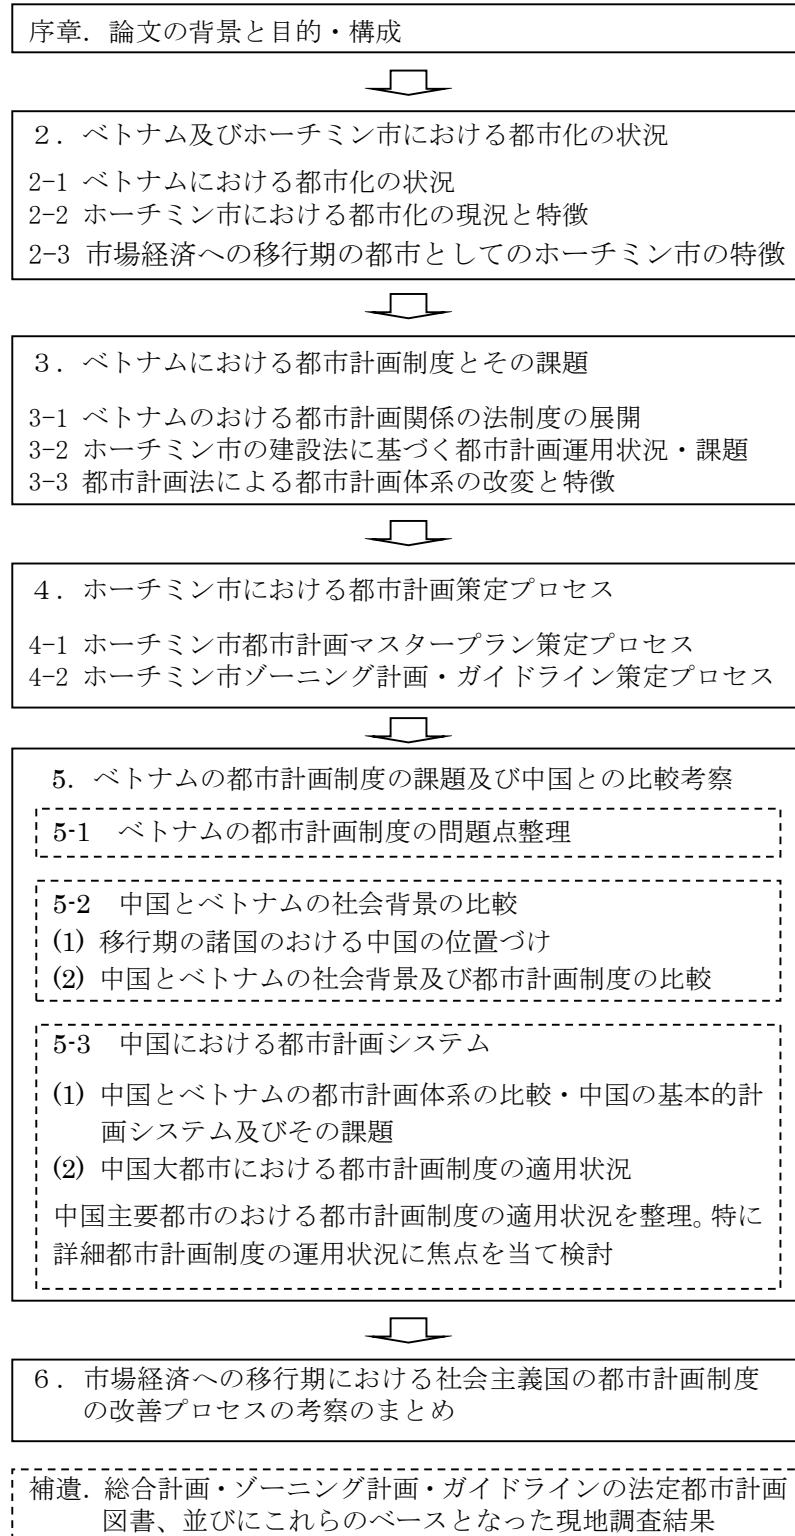 序章．論文の背景と目的・構成
２．ベトナム及びホーチミン市における都市化の状況
2-1 ベトナムにおける都市化の状況
2-2 ホーチミン市における都市化の現況と特徴
2-3 市場経済への移行期の都市としてのホーチミン市の特徴
３．ベトナムにおける都市計画制度とその課題
3-1 ベトナムのおける都市計画関係の法制度の展開
3-2 ホーチミン市の建設法に基づく都市計画運用状況・課題
3-3 都市計画法による都市計画体系の改変と特徴
４．ホーチミン市における都市計画策定プロセス
4-1 ホーチミン市都市計画マスタープラン策定プロセス
4-2 ホーチミン市ゾーニング計画・ガイドライン策定プロセス
5．ベトナムの都市計画制度の課題及び中国との比較考察
5-1　ベトナムの都市計画制度の問題点整理
5-2　中国とベトナムの社会背景の比較
(1) 移行期の諸国のおける中国の位置づけ
(2) 中国とベトナムの社会背景及び都市計画制度の比較
5-3　中国における都市計画システム
(1) 中国とベトナムの都市計画体系の比較・中国の基本的計
画システム及びその課題
(2) 中国大都市における都市計画制度の適用状況
中国主要都市のおける都市計画制度の適用状況を整理。特に
詳細都市計画制度の運用状況に焦点を当て検討
６．市場経済への移行期における社会主義国の都市計画制度
の改善プロセスの考察のまとめ
補遺．総合計画・ゾーニング計画・ガイドラインの法定都市計画
図書、並びにこれらのベースとなった現地調査結果